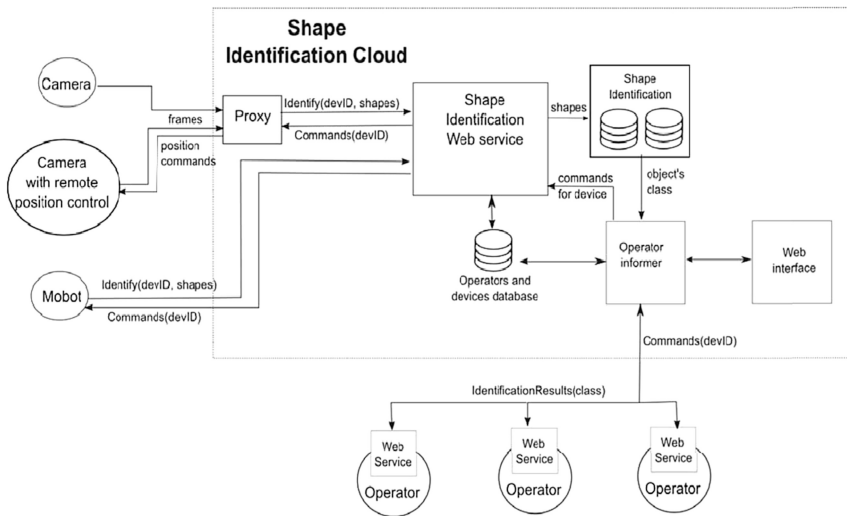 Shape
Identification Cloud
Camera
frames
Proxy
Identify(devID, shapes)
Commands(devID)
Shape
Identification
Web service
shapes
Shape
Identification
position
commands
Camera
with remote
position control
commands
for device
object's
class
Operators and
devices database
Operator
informer
Web
interface
Mobot
Identify(devID, shapes)
Commands(devID)
Commands(devID)
IdentificationResults(class)
Web
Service
Operator
Web
Service
Operator
Web
Service
Operator